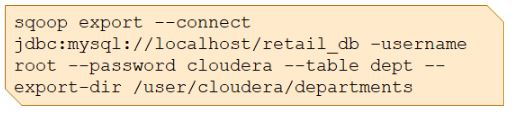 sqoop export --connect
jdbc:mysql://localhost/retail_db –username
root --password cloudera --table dept --
export-dir /user/cloudera/departments